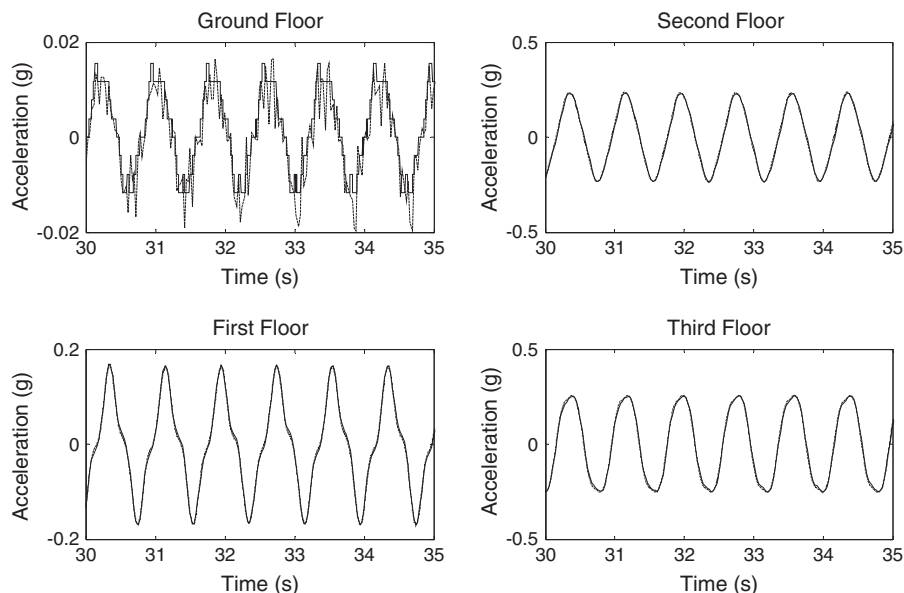 Ground Floor
0.02
0
-0.02
30 31 32 33 34 35
Acceleration (g)
Time (s)
Second Floor
0.5
0
-0.5
30 31 32 33 34 35
Acceleration (g)
Time (s)
First Floor
0.2
0
-0.2
30 31 32 33 34 35
Acceleration (g)
Time (s)
Third Floor
0.5
0
-0.5
30 31 32 33 34 35
Acceleration (g)
Time (s)